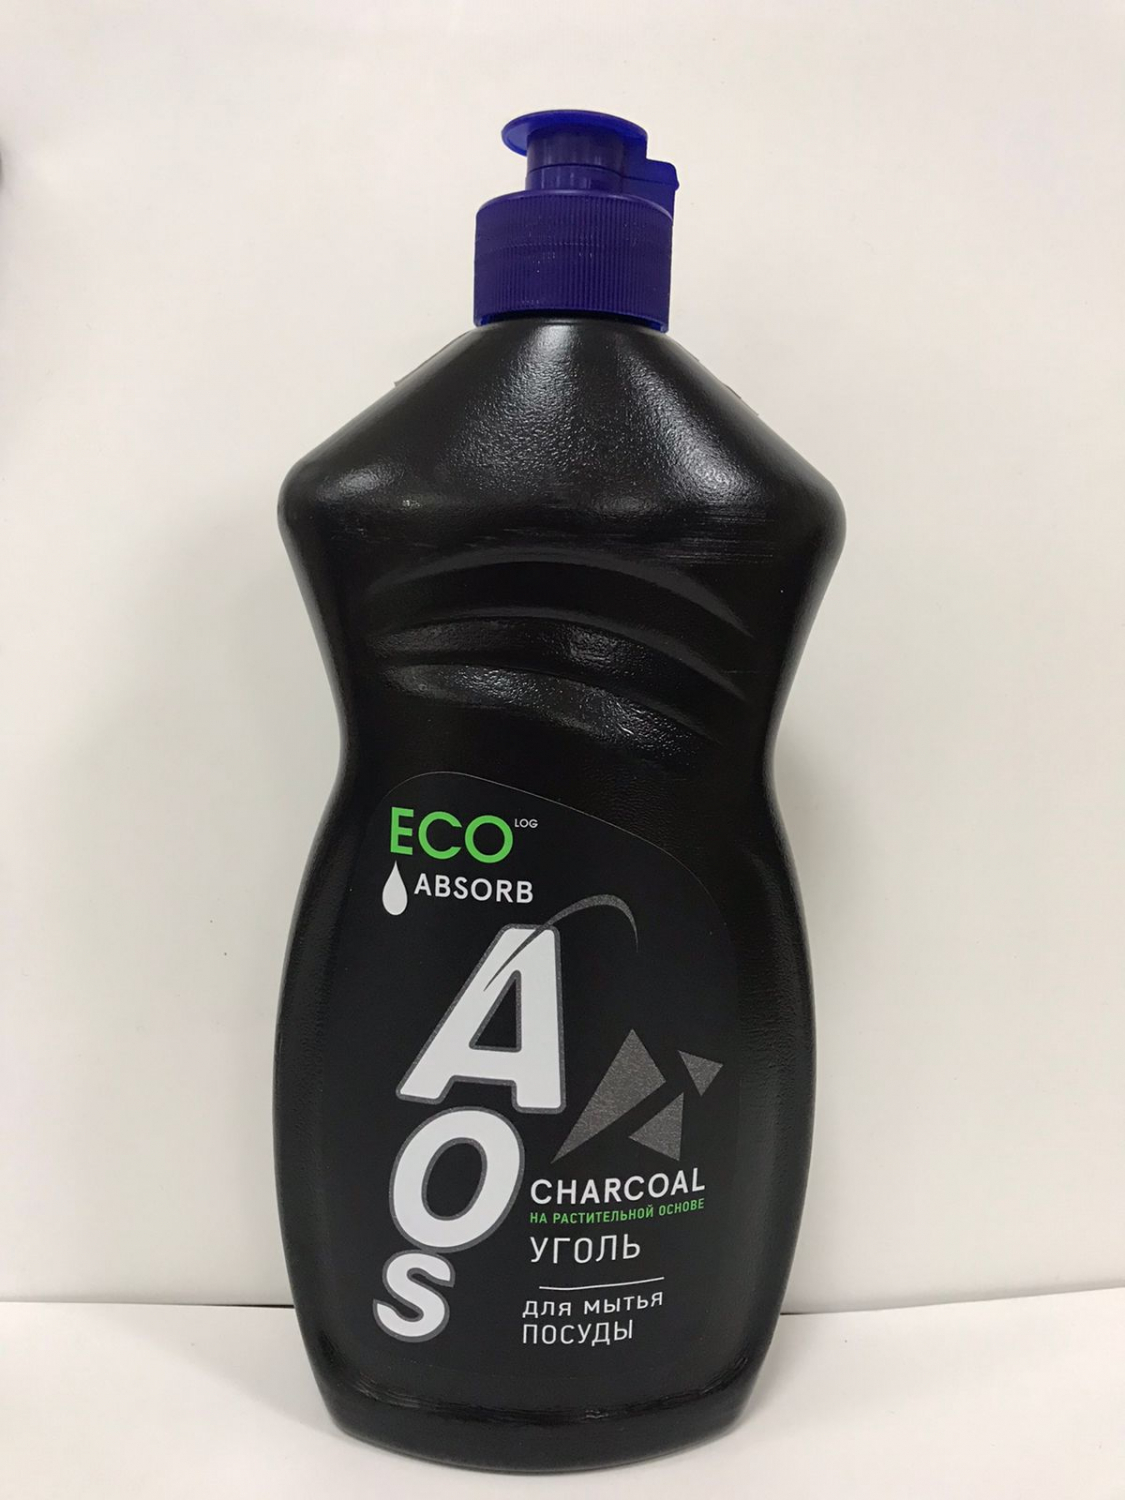 ECO LOG
ABSORB
AOS
CHARCOAL
НА РАСТИТЕЛЬНОЙ ОСНОВЕ
УГОЛЬ
ДЛЯ МЫТЬЯ
ПОСУДЫ